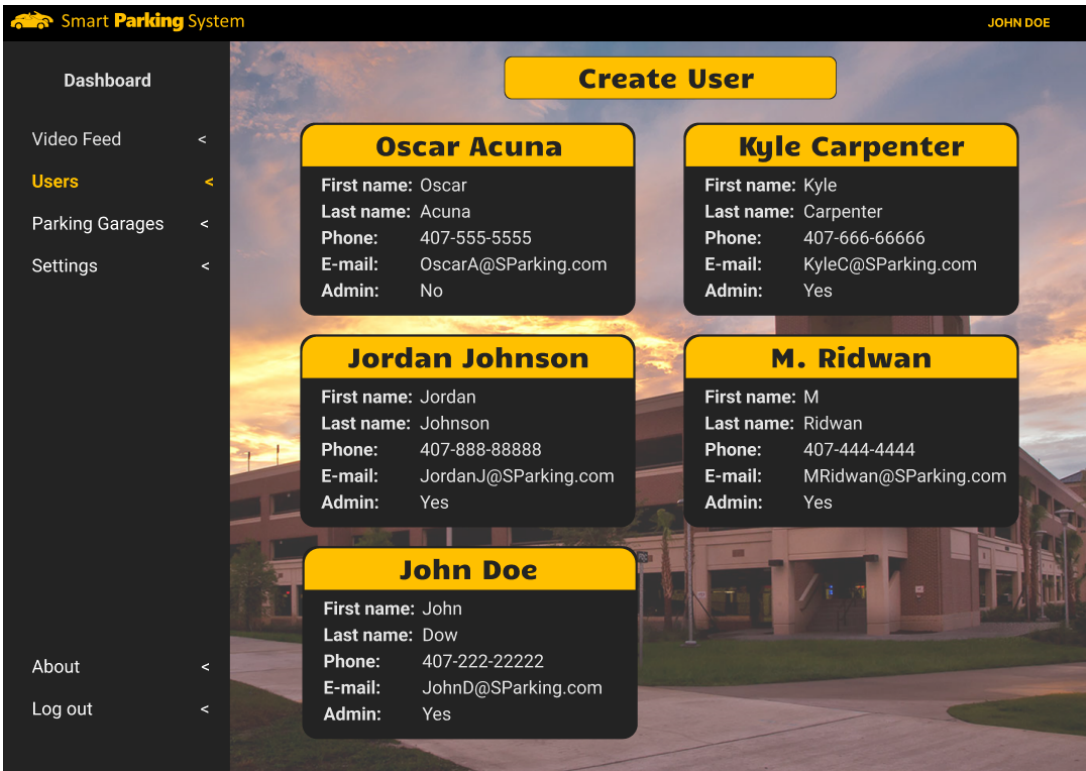 Smart Parking System
JOHN DOE
Dashboard
Video Feed <
Users <
Parking Garages <
Settings <
About <
Log out <
Create User
Oscar Acuna
First name: Oscar
Last name: Acuna
Phone: 407-555-5555
E-mail: OscarA@SParking.com
Admin: No
Kyle Carpenter
First name: Kyle
Last name: Carpenter
Phone: 407-666-66666
E-mail: KyleC@SParking.com
Admin: Yes
Jordan Johnson
First name: Jordan
Last name: Johnson
Phone: 407-888-88888
E-mail: JordanJ@SParking.com
Admin: Yes
M. Ridwan
First name: M
Last name: Ridwan
Phone: 407-444-4444
E-mail: MRidwan@SParking.com
Admin: Yes
John Doe
First name: John
Last name: Dow
Phone: 407-222-22222
E-mail: JohnD@SParking.com
Admin: Yes